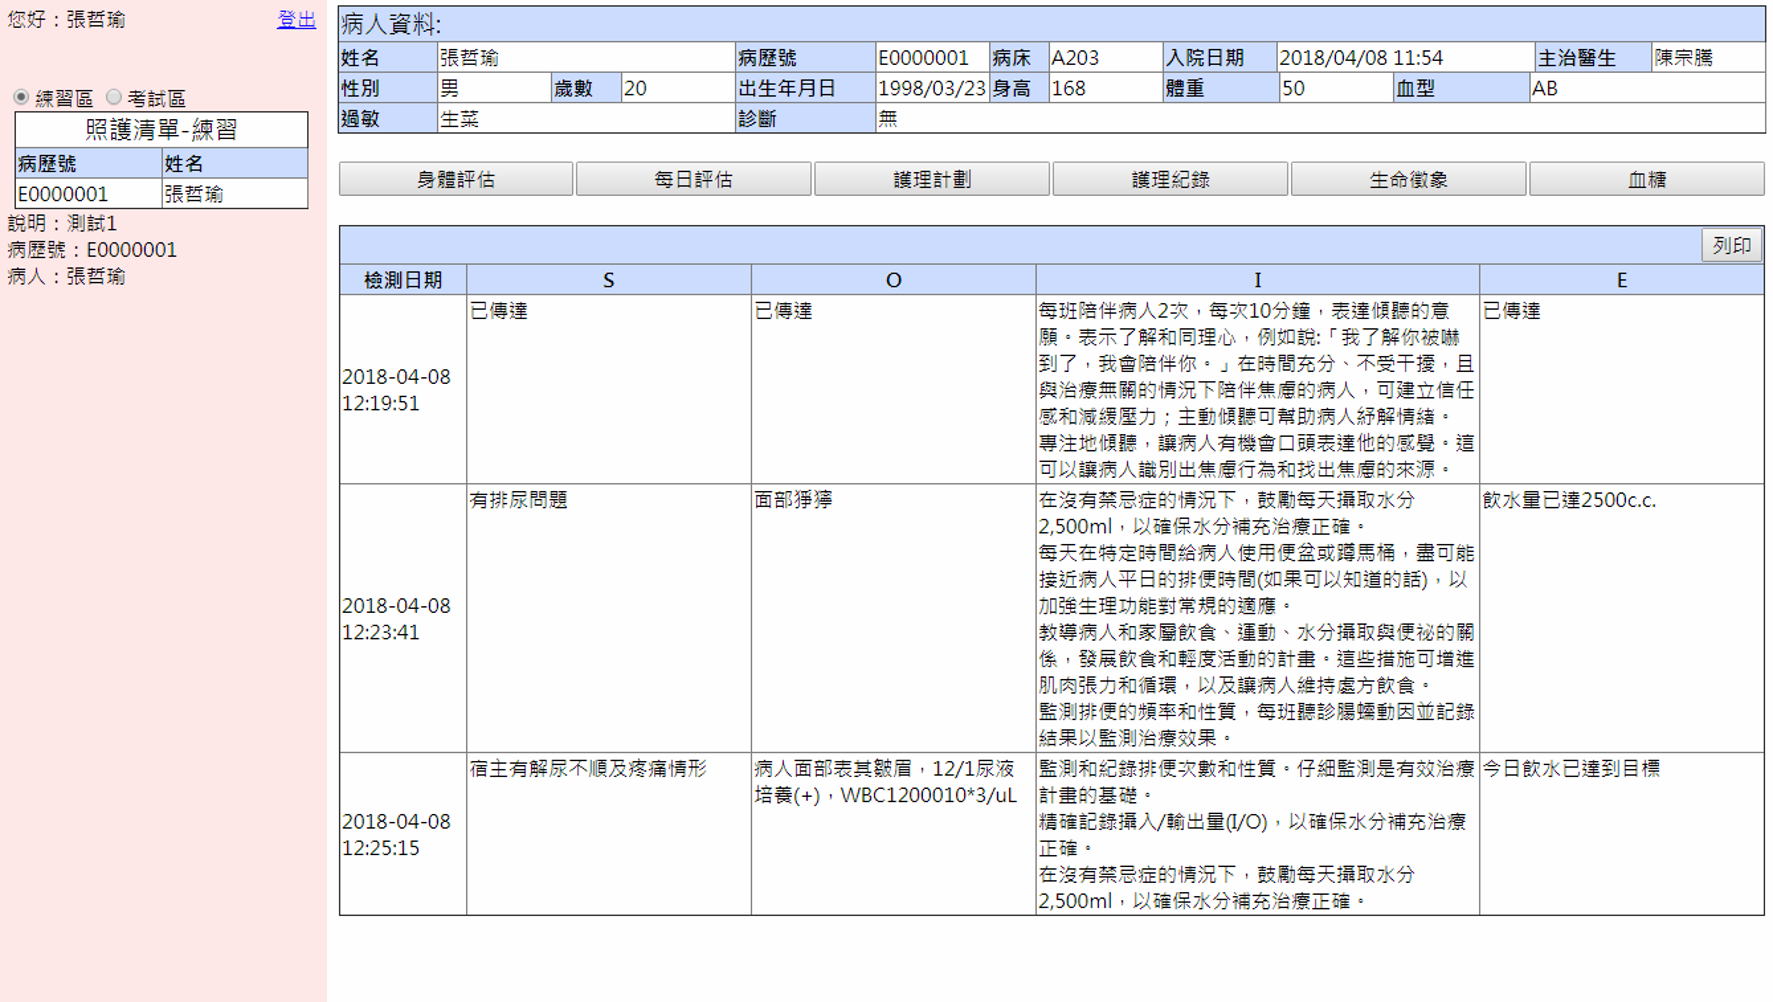 您好：張哲瑜 登出
練習區 考試區
照護清單-練習
病歷號 姓名
E0000001 張哲瑜
說明：測試1
病歷號：E0000001
病人：張哲瑜
病人資料:
姓名 張哲瑜 病歷號 E0000001 病床 A203 入院日期 2018/04/08 11:54 主治醫生 陳宗騰
性別 男 歲數 20 出生年月日 1998/03/23 身高 168 體重 50 血型 AB
過敏 生菜 診斷 無
身體評估 每日評估 護理計劃 護理紀錄 生命徵象 血糖
列印
檢測日期 S O I E
2018-04-08
12:19:51
已傳達
已傳達
每班陪伴病人2次，每次10分鐘，表達傾聽的意
願。表示了解和同理心，例如說:「我了解你被嚇
到了，我會陪伴你。」在時間充分、不受干擾，且
與治療無關的情況下陪伴焦慮的病人，可建立信任
感和減緩壓力；主動傾聽可幫助病人紓解情緒。
專注地傾聽，讓病人有機會口頭表達他的感覺。這
可以讓病人識別出焦慮行為和找出焦慮的來源。
已傳達
2018-04-08
12:23:41
有排尿問題
面部猙獰
在沒有禁忌症的情況下，鼓勵每天攝取水分
2,500ml，以確保水分補充治療正確。
每天在特定時間給病人使用便盆或蹲馬桶，盡可能
接近病人平日的排便時間(如果可以知道的話)，以
加強生理功能對常規的適應。
教導病人和家屬飲食、運動、水分攝取與便祕的關
係，發展飲食和輕度活動的計畫。這些措施可增進
肌肉張力和循環，以及讓病人維持處方飲食。
監測排便的頻率和性質，每班聽診腸蠕動因並記錄
結果以監測治療效果。
飲水量已達2500c.c.
2018-04-08
12:25:15
宿主有解尿不順及疼痛情形
病人面部表其皺眉，12/1尿液
培養(+)，WBC1200010*3/uL
監測和紀錄排便次數和性質。仔細監測是有效治療
計畫的基礎。
精確記錄攝入/輸出量(I/O)，以確保水分補充治療
正確。
在沒有禁忌症的情況下，鼓勵每天攝取水分
2,500ml，以確保水分補充治療正確。
今日飲水已達到目標